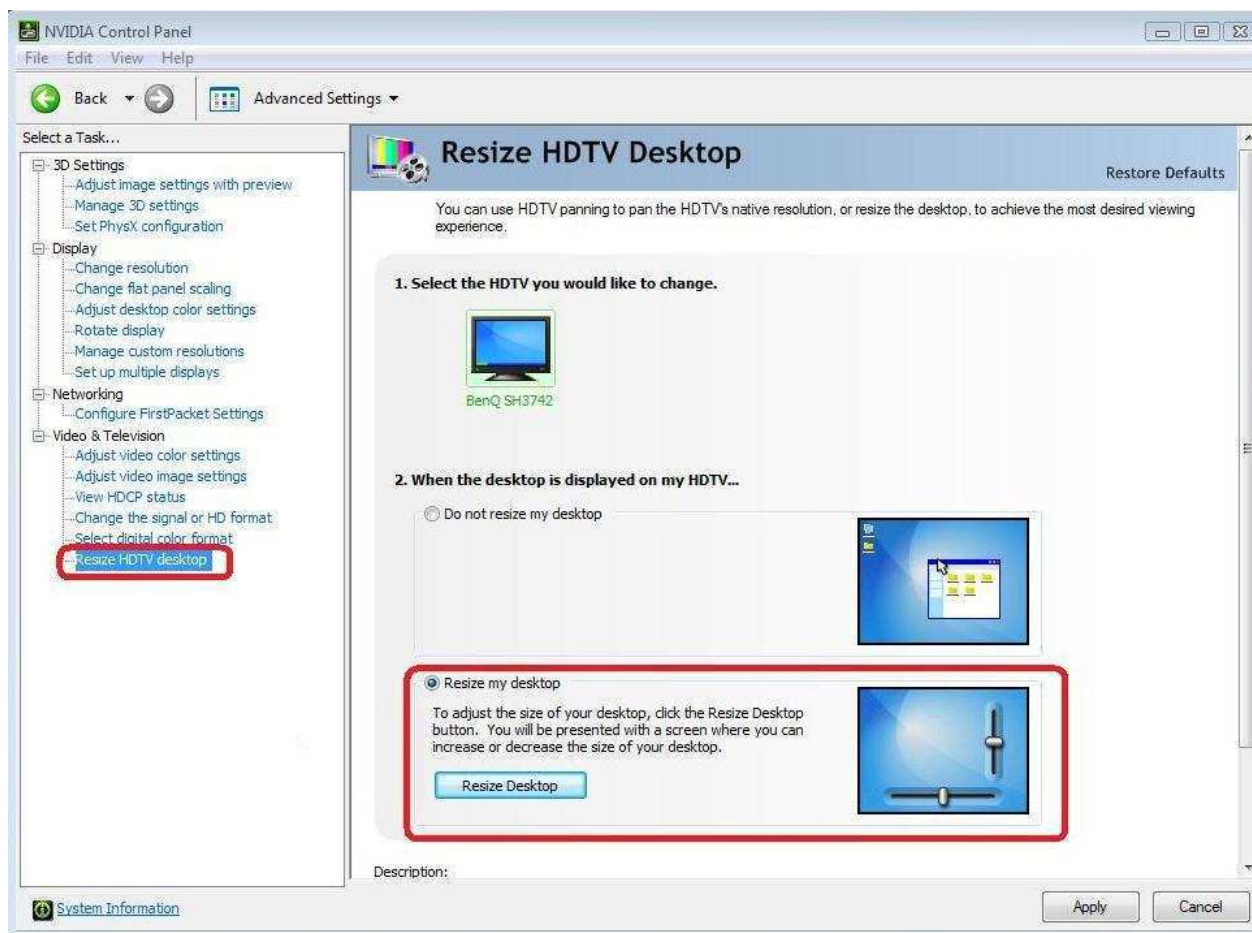 NVIDIA Control Panel
File Edit View Help
Back Advanced Settings
Select a Task...
3D Settings
Adjust image settings with preview
Manage 3D settings
Set PhysX configuration
Display
Change resolution
Change flat panel scaling
Adjust desktop color settings
Rotate display
Manage custom resolutions
Set up multiple displays
Networking
Configure FirstPacket Settings
Video & Television
Adjust video color settings
Adjust video image settings
View HDCP status
Change the signal or HD format
Select digital color format
Resize HDTV desktop
Resize HDTV Desktop
Restore Defaults
You can use HDTV panning to pan the HDTV's native resolution, or resize the desktop, to achieve the most desired viewing
experience.
1. Select the HDTV you would like to change.
BenQ SH3742
2. When the desktop is displayed on my HDTV...
Do not resize my desktop
Resize my desktop
To adjust the size of your desktop, click the Resize Desktop
button. You will be presented with a screen where you can
increase or decrease the size of your desktop.
Resize Desktop
Description:
System Information
Apply Cancel